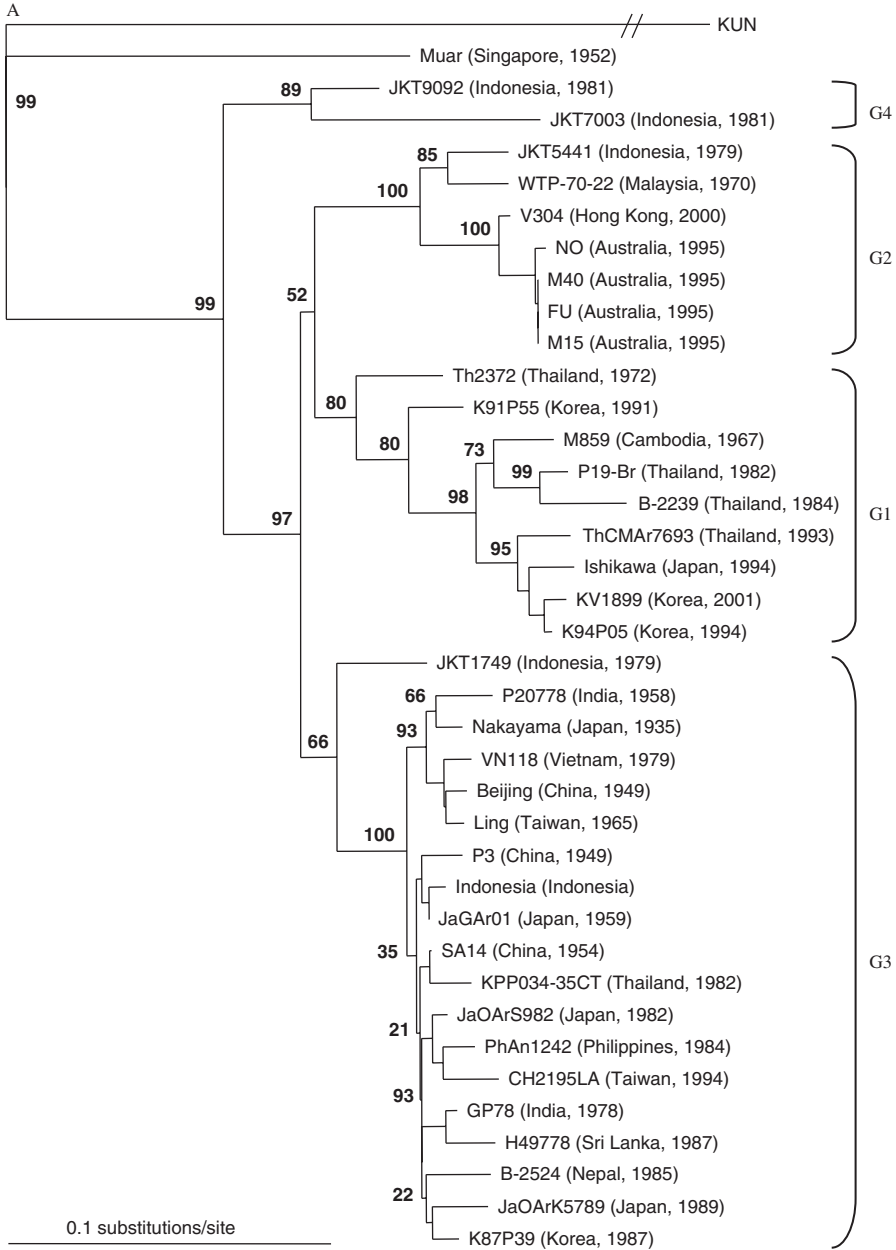 A
KUN
Muar (Singapore, 1952)
99
89
JKT9092 (Indonesia, 1981)
G4
JKT7003 (Indonesia, 1981)
85
JKT5441 (Indonesia, 1979)
WTP-70-22 (Malaysia, 1970)
100
V304 (Hong Kong, 2000)
100
NO (Australia, 1995)
G2
M40 (Australia, 1995)
99
52
FU (Australia, 1995)
M15 (Australia, 1995)
Th2372 (Thailand, 1972)
80
K91P55 (Korea, 1991)
80
73
M859 (Cambodia, 1967)
99
P19-Br (Thailand, 1982)
98
B-2239 (Thailand, 1984)
G1
97
ThCMAr7693 (Thailand, 1993)
95
Ishikawa (Japan, 1994)
KV1899 (Korea, 2001)
K94P05 (Korea, 1994)
JKT1749 (Indonesia, 1979)
66
P20778 (India, 1958)
93
Nakayama (Japan, 1935)
66
VN118 (Vietnam, 1979)
Beijing (China, 1949)
Ling (Taiwan, 1965)
100
P3 (China, 1949)
Indonesia (Indonesia)
JaGAr01 (Japan, 1959)
35
SA14 (China, 1954)
G3
KPP034-35CT (Thailand, 1982)
JaOArS982 (Japan, 1982)
21
PhAn1242 (Philippines, 1984)
CH2195LA (Taiwan, 1994)
93
GP78 (India, 1978)
H49778 (Sri Lanka, 1987)
B-2524 (Nepal, 1985)
22
JaOArK5789 (Japan, 1989)
0.1 substitutions/site
K87P39 (Korea, 1987)